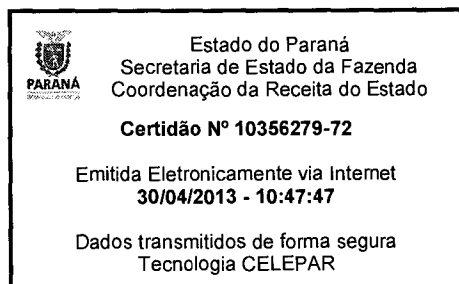 Estado do Paraná
Secretaria de Estado da Fazenda
PARANÁ
Coordenação da Receita do Estado
Certidão Nº 10356279-72
Emitida Eletronicamente via Internet
30/04/2013 - 10:47:47
Dados transmitidos de forma segura
Tecnologia CELEPAR